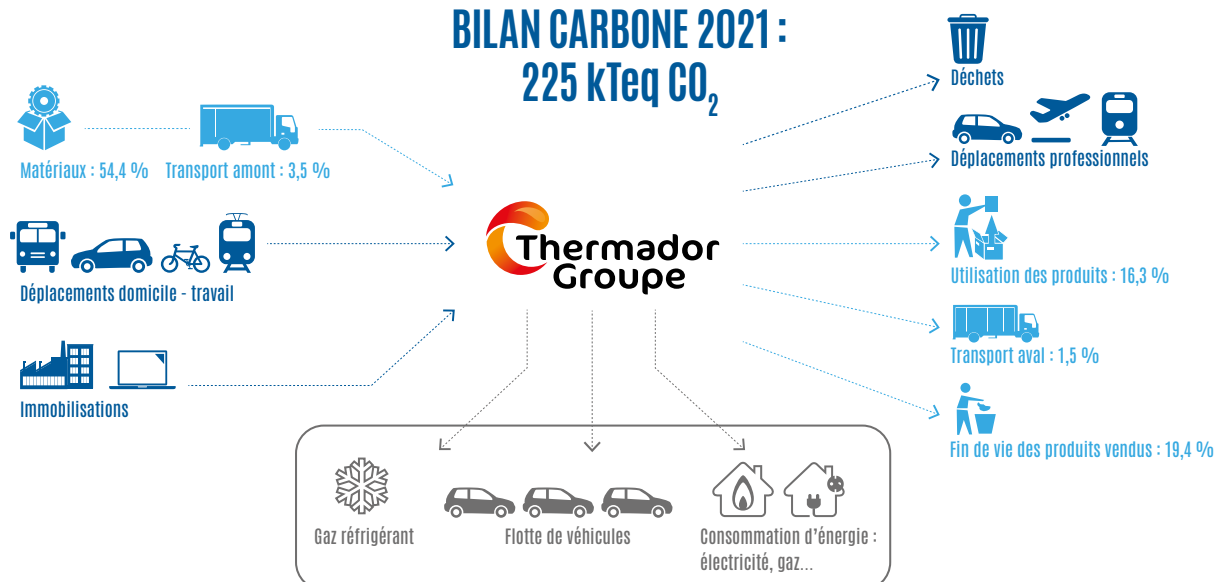 BILAN CARBONE 2021 :
225 kTeq CO₂
Matériaux : 54,4 %
Transport amont : 3,5 %
Déplacements domicile - travail
Immobilisations
Thermador
Groupe
Déchets
Déplacements professionnels
Utilisation des produits : 16,3 %
Transport aval : 1,5 %
Fin de vie des produits vendus : 19,4 %
Gaz réfrigérant
Flotte de véhicules
Consommation d’énergie :
électricité, gaz...